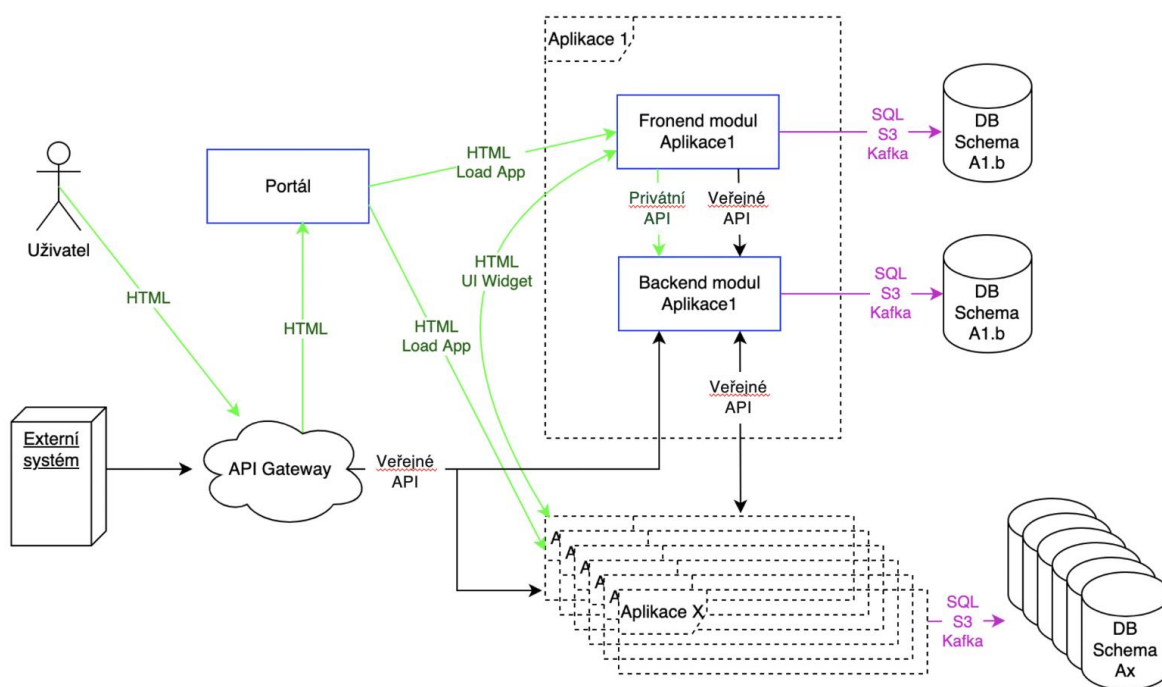 Aplikace 1
Fronend modul
Aplikace1
SQL
S3
Kafka
DB
Schema
A1.b
Uživatel
Portál
HTML
Load App
Privátní
API
Veřejné
API
HTML
UI Widget
Backend modul
Aplikace1
SQL
S3
Kafka
DB
Schema
A1.b
HTML
HTML
HTML
Load App
Veřejné
API
Externí
systém
API Gateway
Veřejné
API
A
A
A
A
A
Aplikace X
SQL
S3
Kafka
DB
Schema
Ax